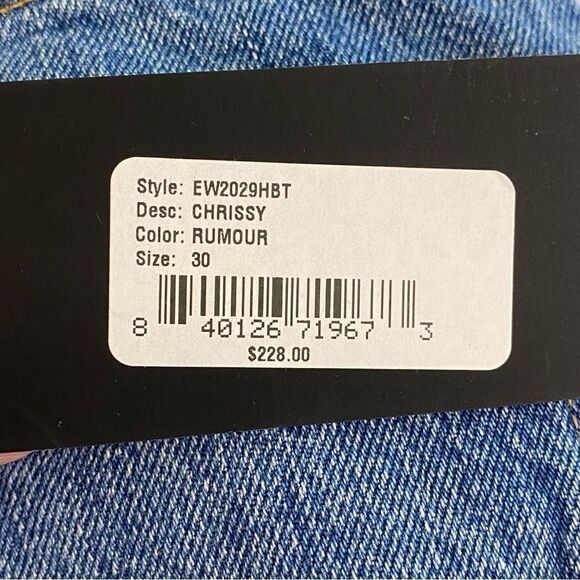 Style: EW2029HBT
Desc: CHRISSY
Color: RUMOUR
Size: 30
8 40126 71967 3
$228.00